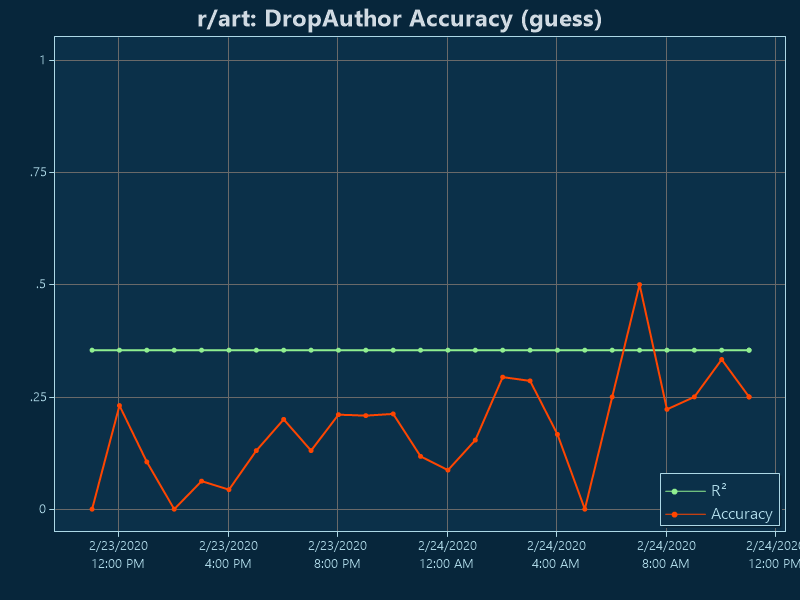 r/art: DropAuthor Accuracy (guess)
1
.75
.5
.25
0
R²
Accuracy
2/23/2020 2/23/2020 2/23/2020 2/24/2020 2/24/2020 2/24/2020 2/24/2020
12:00 PM 4:00 PM 8:00 PM 12:00 AM 4:00 AM 8:00 AM 12:00 PM